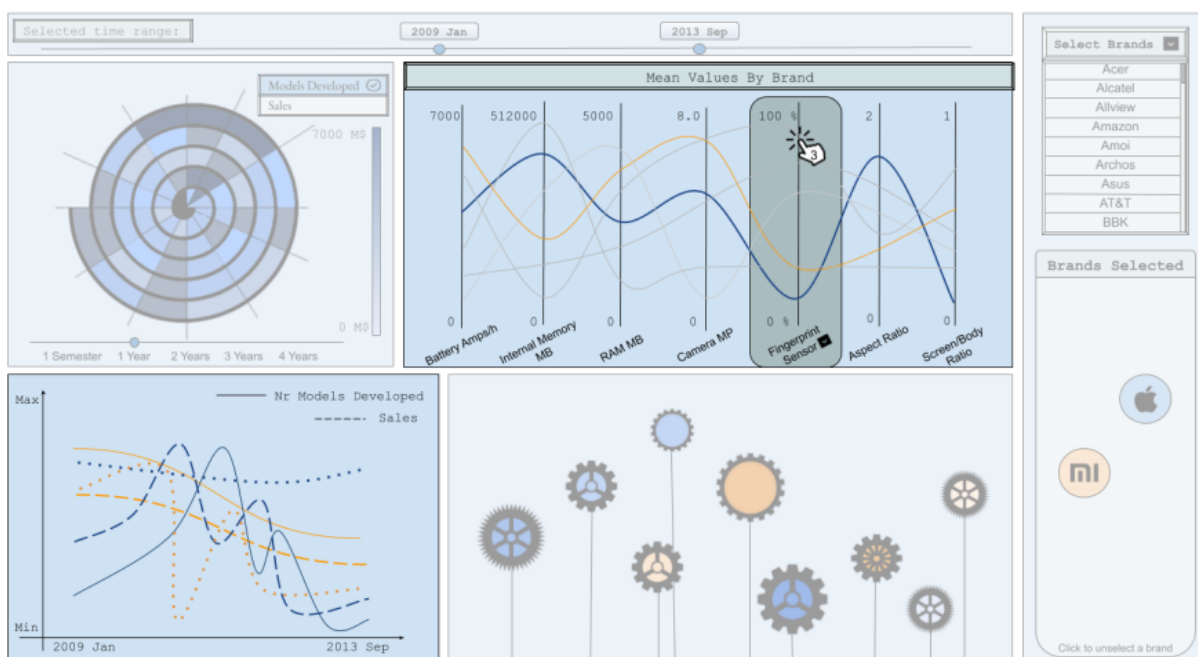 Selected time range:
2009 Jan
2013 Sep
Models Developed
Sales
7000 M$
0 M$
1 Semester
1 Year
2 Years
3 Years
4 Years
Mean Values By Brand
7000
512000
5000
8.0
100 %
2
1
3
0
0
0
0
0 %
0
0
Battery Amps/h
Internal Memory
MB
RAM MB
Camera MP
Fingerprint
Sensor
Aspect Ratio
Screen/Body
Ratio
Select Brands
Acer
Alcatel
Allview
Amazon
Amoi
Archos
Asus
AT&T
BBK
Brands Selected
MI
Click to unselect a brand
Max
Nr Models Developed
Sales
Min
2009 Jan
2013 Sep